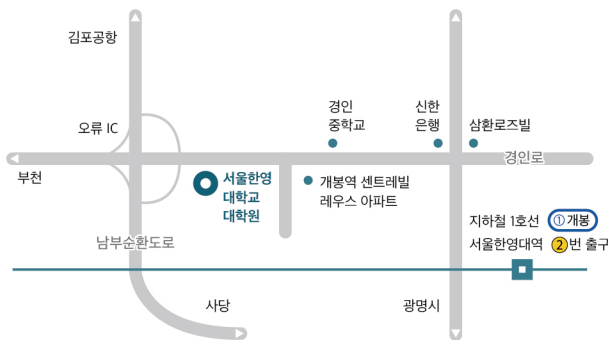 김포공항
경인
중학교
신한
은행
삼환로즈빌
오류 IC
경인로
부천
서울한영
대학교
대학원
개봉역 센트레빌
레우스 아파트
지하철 1호선 ① 개봉
서울한영대역 2번 출구
남부순환도로
사당
광명시